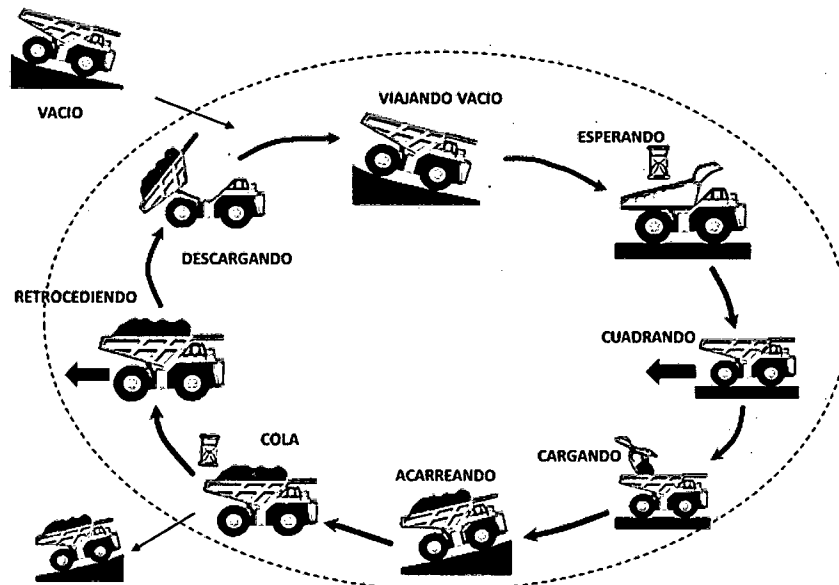 VACIO
VIAJANDO VACIO
ESPERANDO
DESCARGANDO
RETROCEDIENDO
CUADRANDO
COLA
CARGANDO
ACARREANDO